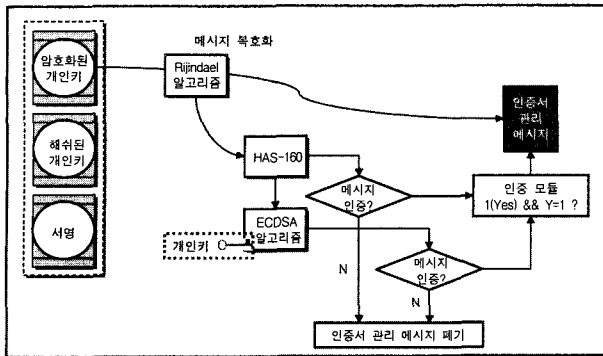 메시지 복호화
암호화된
개인키
해쉬된
개인키
서명
Rijindael
알고리즘
HAS-160
ECDSA
알고리즘
개인키
메시지
인증?
메시지
인증?
N
N
인증서
관리
메시지
인증 모듈
1(Yes) && Y=1 ?
인증서 관리 메시지 폐기